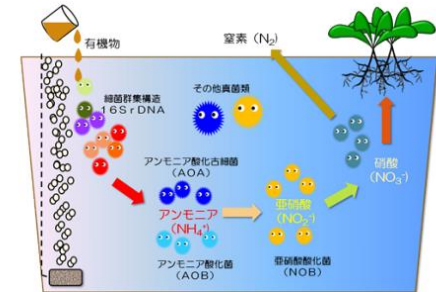 有機物
窒素（N₂）
細菌群集構造
16SrDNA
その他真菌類
アンモニア酸化古細菌
（AOA）
アンモニア
（NH₄⁺）
アンモニア酸化菌
（AOB）
亜硝酸
（NO₂⁻）
亜硝酸酸化菌
（NOB）
硝酸
（NO₃⁻）